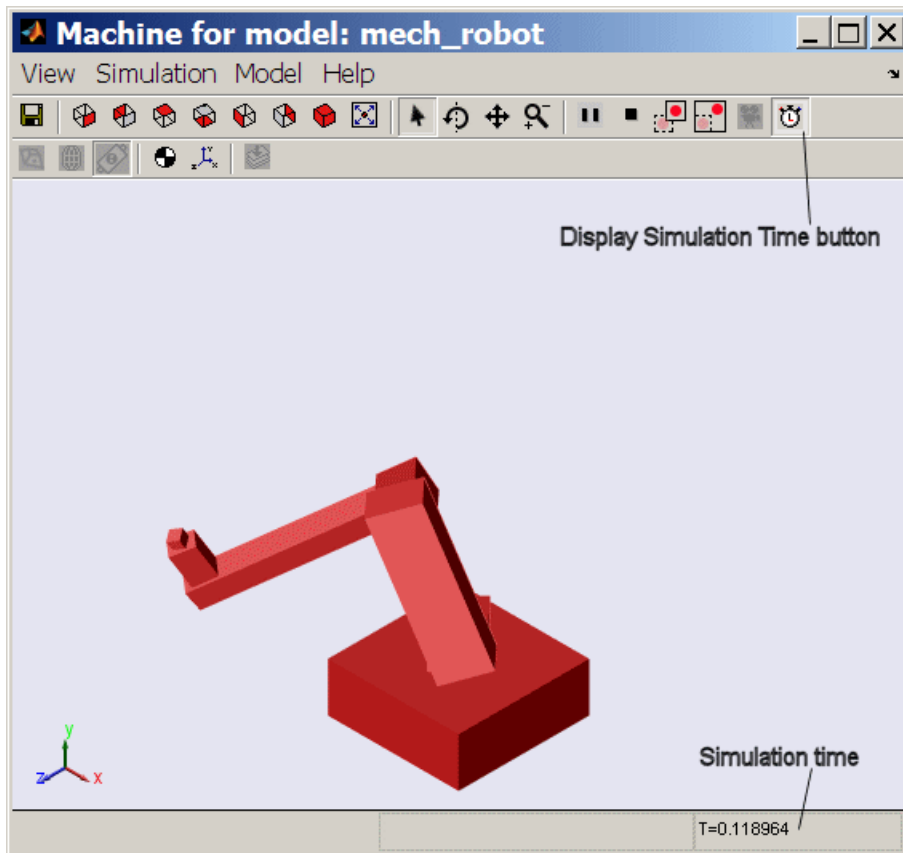 Machine for model: mech_robot
View Simulation Model Help
Display Simulation Time button
y
z x
Simulation time
T=0.118964